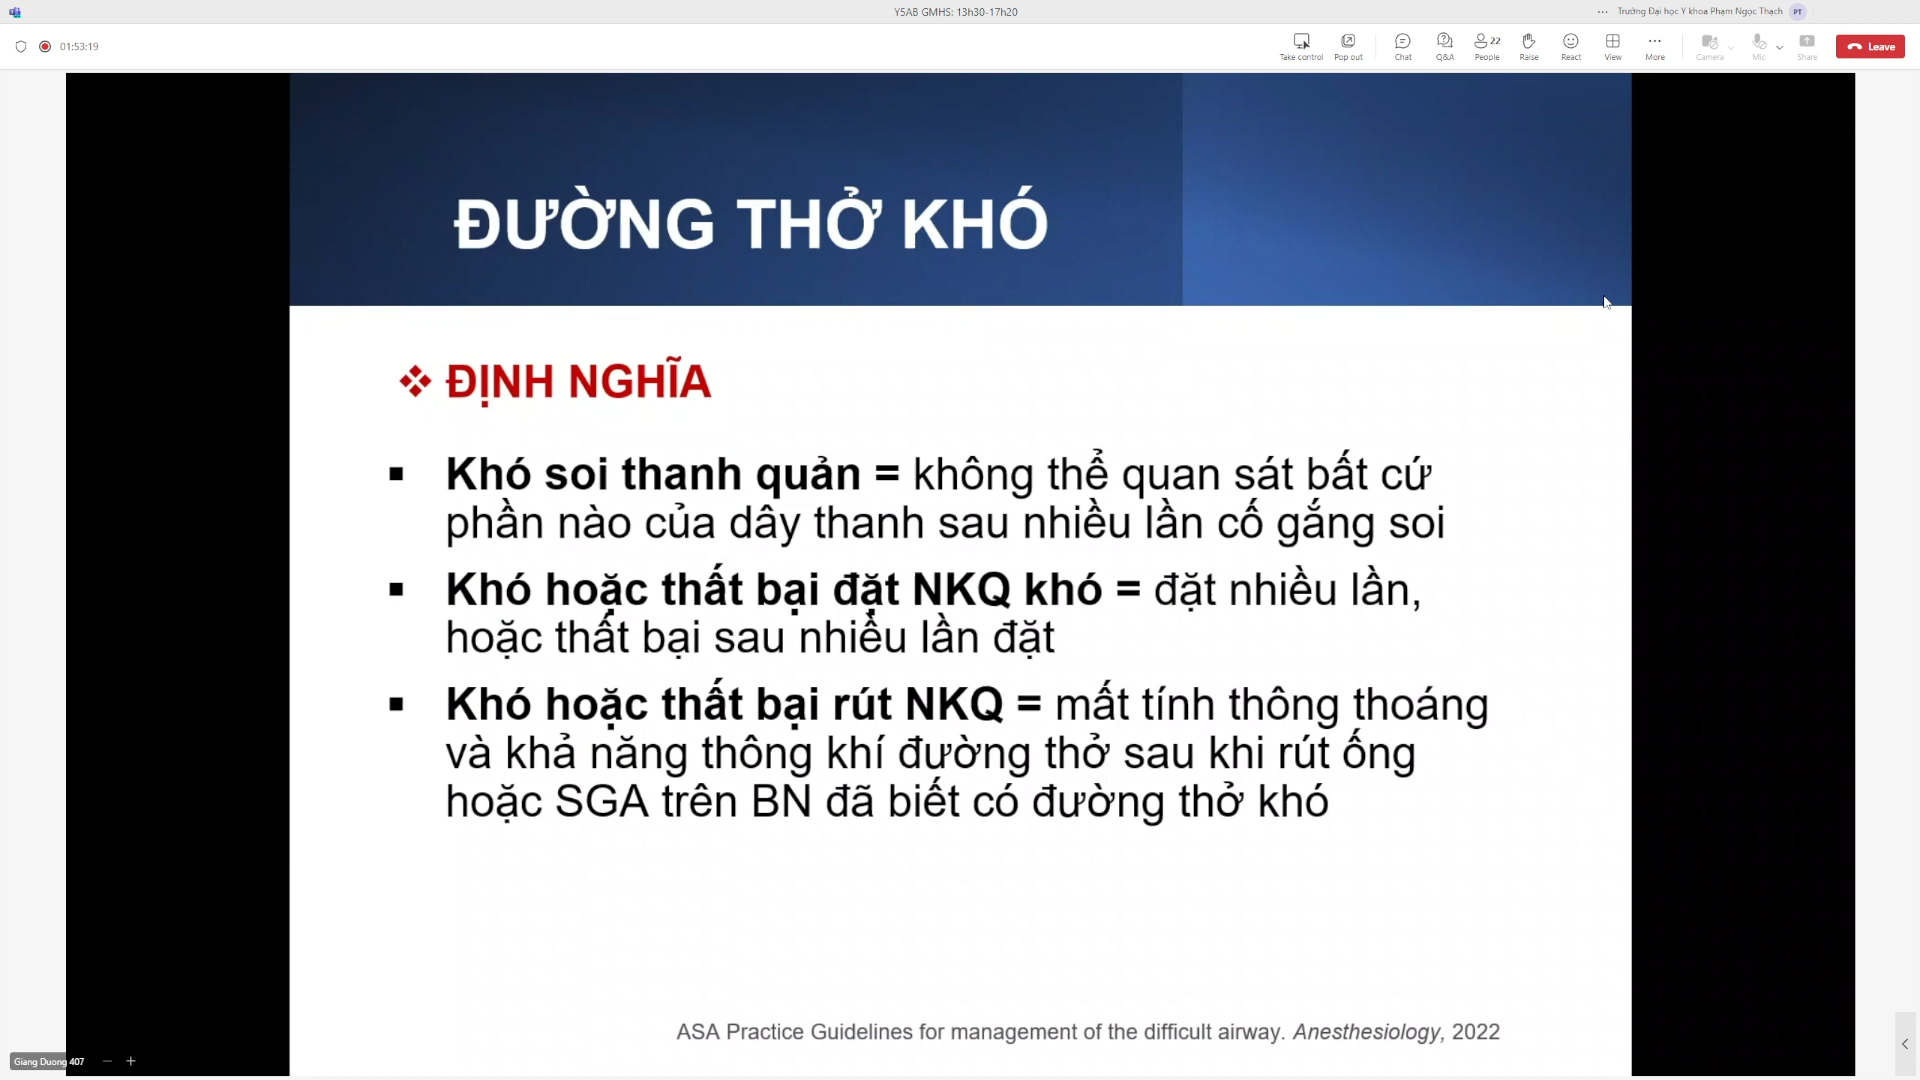 Y5AB GMHS: 13h30-17h20
Trường Đại học Y khoa Phạm Ngọc Thạch PT
01:53:19
Take control
Pop out
Chat
Q&A
22
People
Raise
React
View
More
Camera
Mic
Share
Leave
ĐƯỜNG THỞ KHÓ
ĐỊNH NGHĨA
Khó soi thanh quản = không thể quan sát bất cứ
phần nào của dây thanh sau nhiều lần cố gắng soi
Khó hoặc thất bại đặt NKQ khó = đặt nhiều lần,
hoặc thất bại sau nhiều lần đặt
Khó hoặc thất bại rút NKQ = mất tính thông thoáng
và khả năng thông khí đường thở sau khi rút ống
hoặc SGA trên BN đã biết có đường thở khó
ASA Practice Guidelines for management of the difficult airway. Anesthesiology, 2022
Giang Duong 407